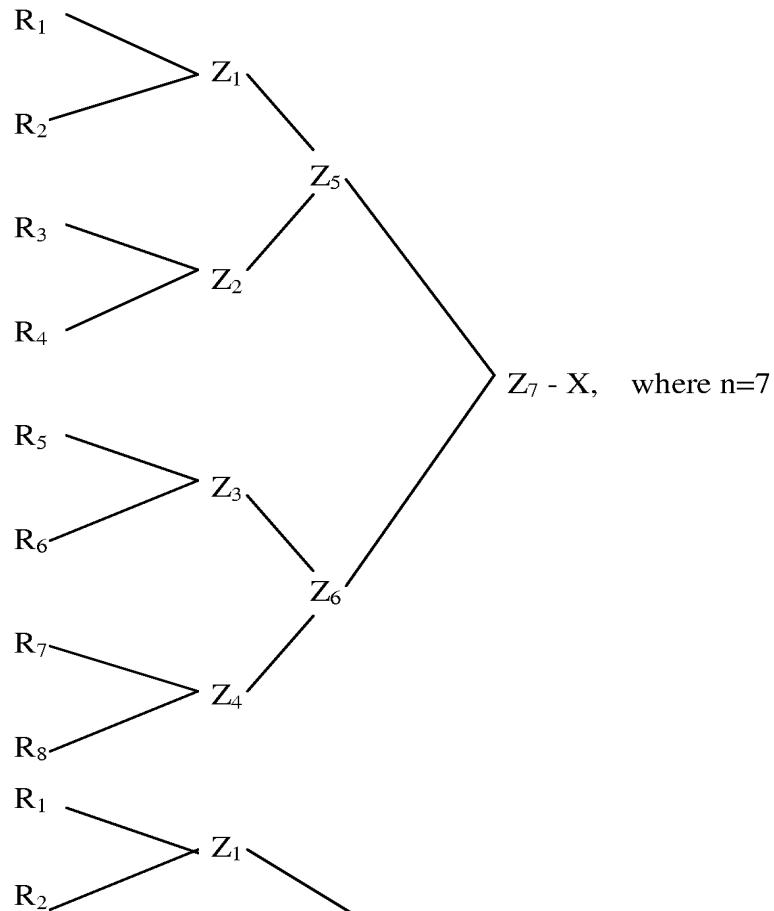 R₁
Z₁
R₂
Z₅
R₃
Z₂
R₄
Z₇ - X, where n=7
R₅
Z₃
R₆
Z₆
R₇
Z₄
R₈
R₁
Z₁
R₂